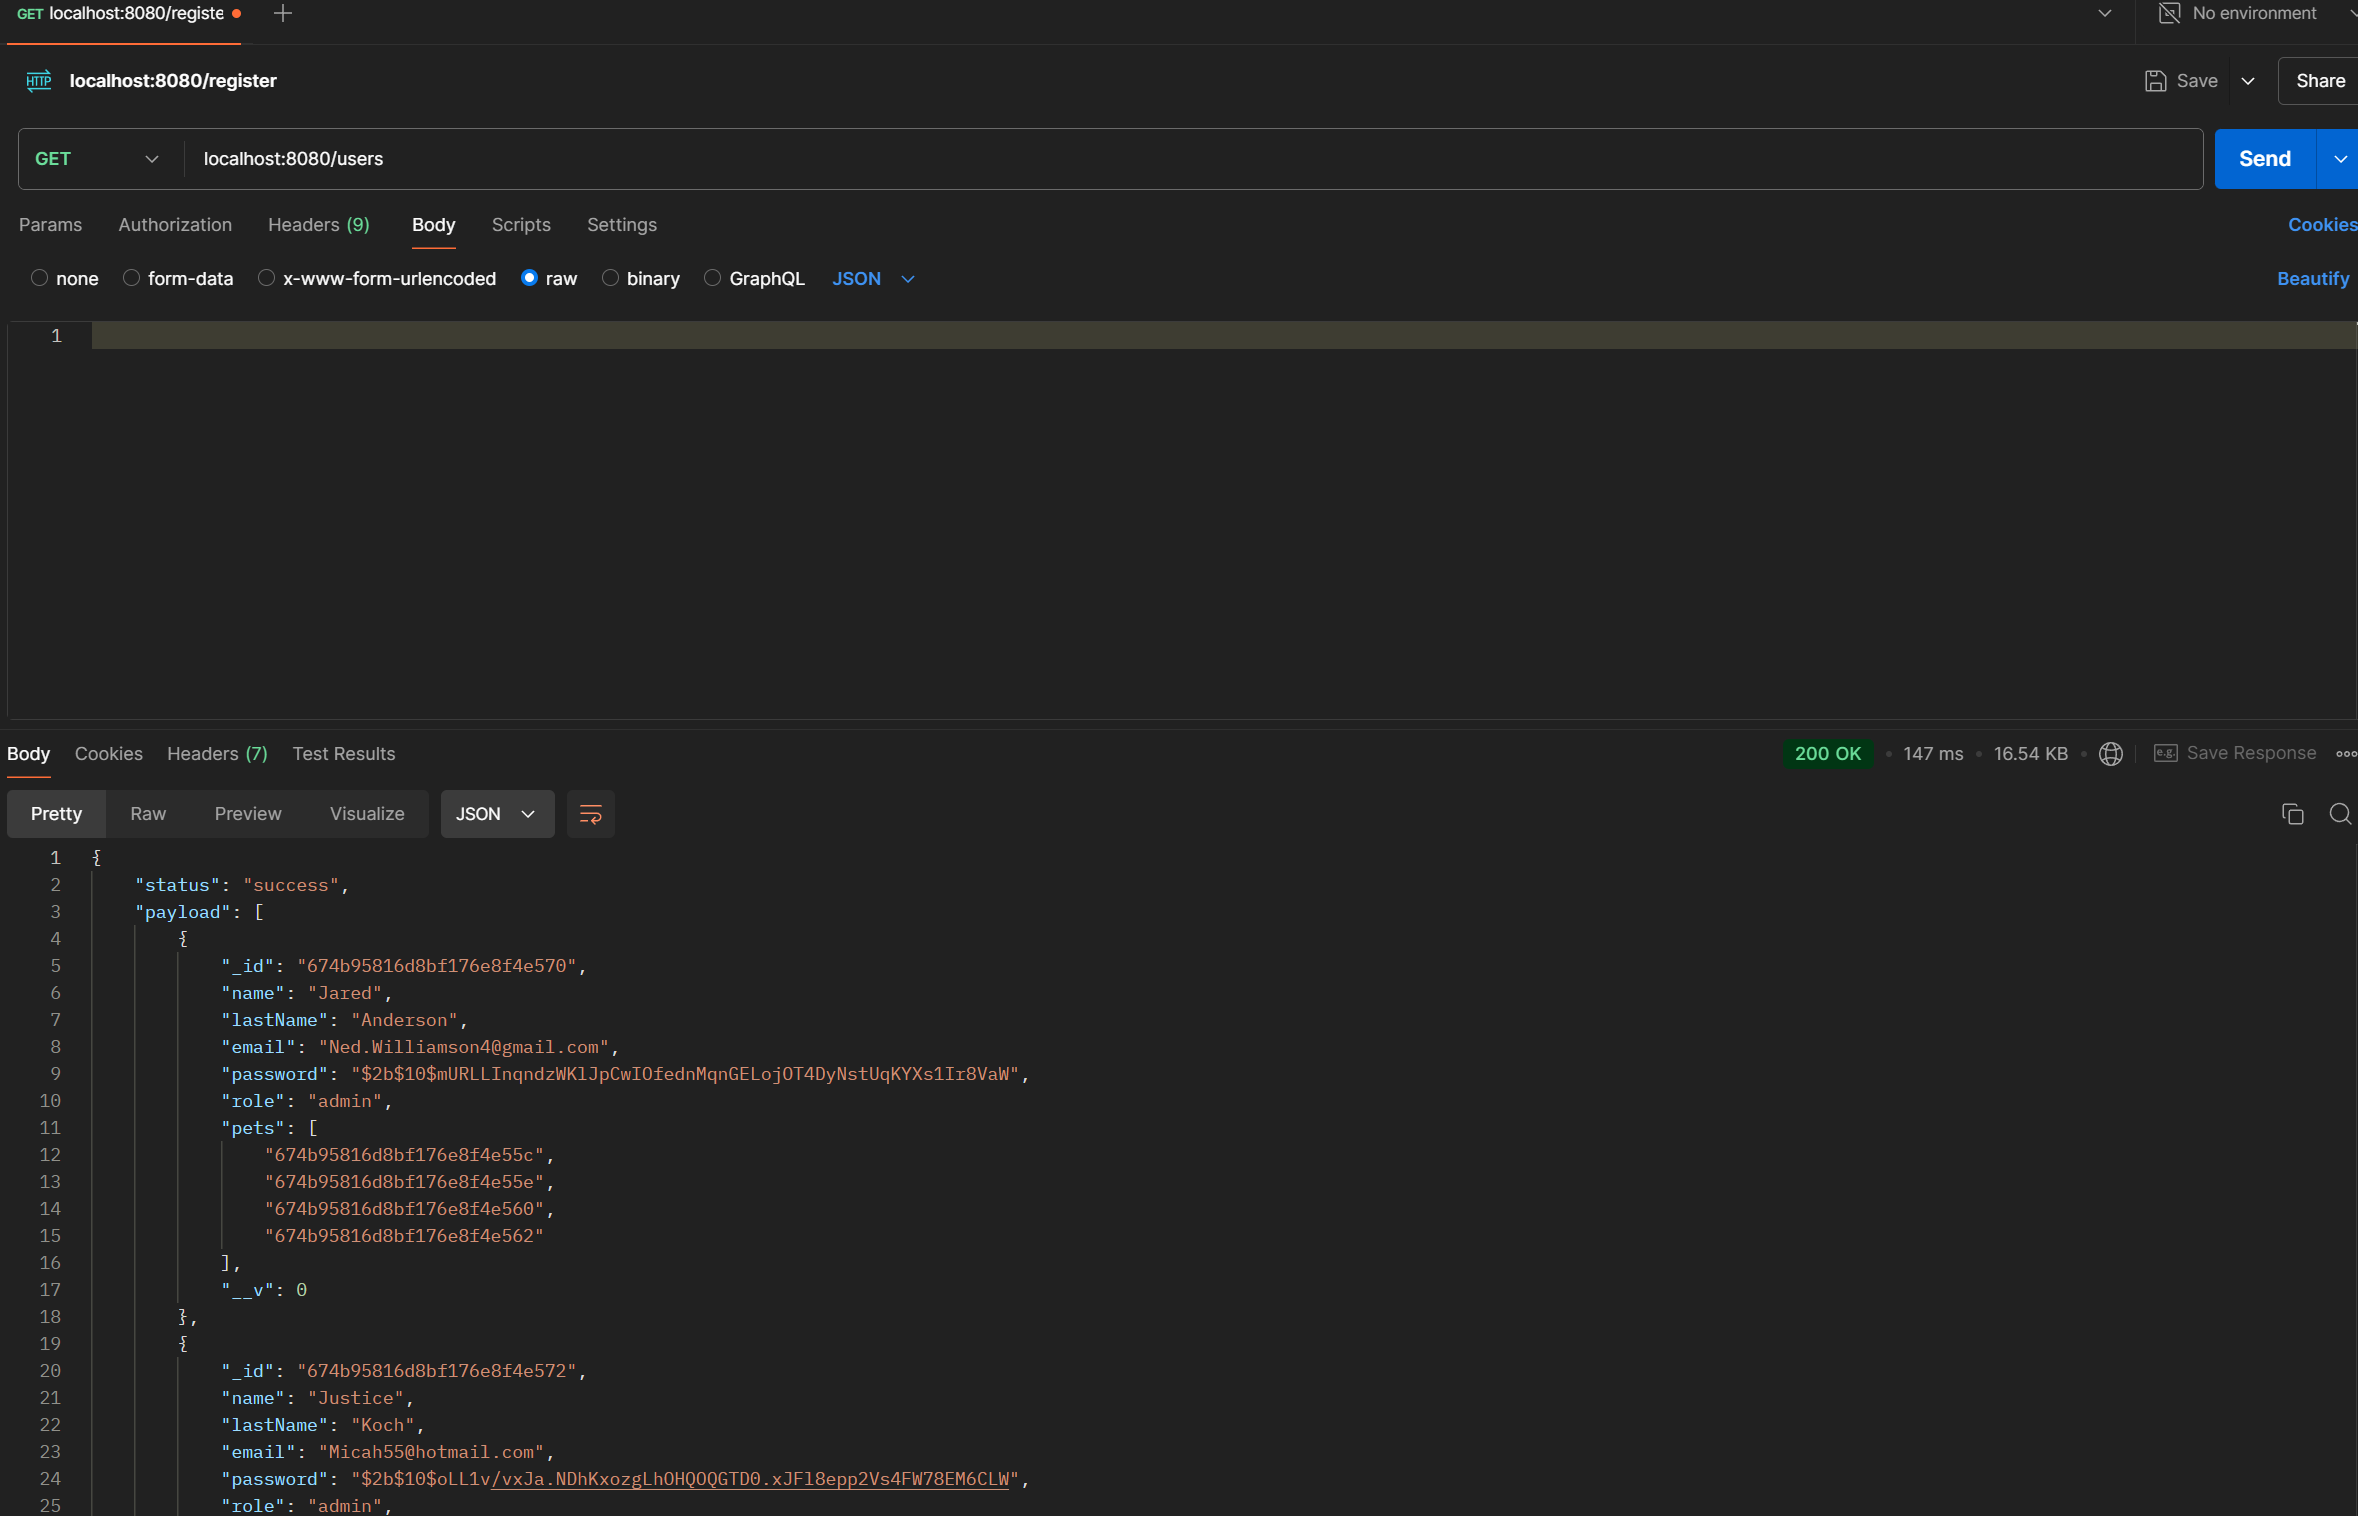 GET localhost:8080/registe
No environment
HTTP localhost:8080/register
Save
Share
GET
localhost:8080/users
Send
Params
Authorization
Headers (9)
Body
Scripts
Settings
Cookies
none
form-data
x-www-form-urlencoded
raw
binary
GraphQL
JSON
Beautify
1
Body
Cookies
Headers (7)
Test Results
200 OK
147 ms
16.54 KB
e.g. Save Response
Pretty
Raw
Preview
Visualize
JSON
1 {
2 "status": "success",
3 "payload": [
4 {
5 "_id": "674b95816d8bf176e8f4e570",
6 "name": "Jared",
7 "lastName": "Anderson",
8 "email": "Ned.Williamson4@gmail.com",
9 "password": "$2b$10$mURLLInqndzWKlJpCwIOfednMqnGELojOT4DyNstUqKYXs1Ir8VaW",
10 "role": "admin",
11 "pets": [
12 "674b95816d8bf176e8f4e55c",
13 "674b95816d8bf176e8f4e55e",
14 "674b95816d8bf176e8f4e560",
15 "674b95816d8bf176e8f4e562"
16 ],
17 "__v": 0
18 },
19 {
20 "_id": "674b95816d8bf176e8f4e572",
21 "name": "Justice",
22 "lastName": "Koch",
23 "email": "Micah55@hotmail.com",
24 "password": "$2b$10$oLL1v/vxJa.NDhKxozgLhOHQOQGTD0.xJFl8epp2Vs4FW78EM6CLW",
25 "role": "admin",